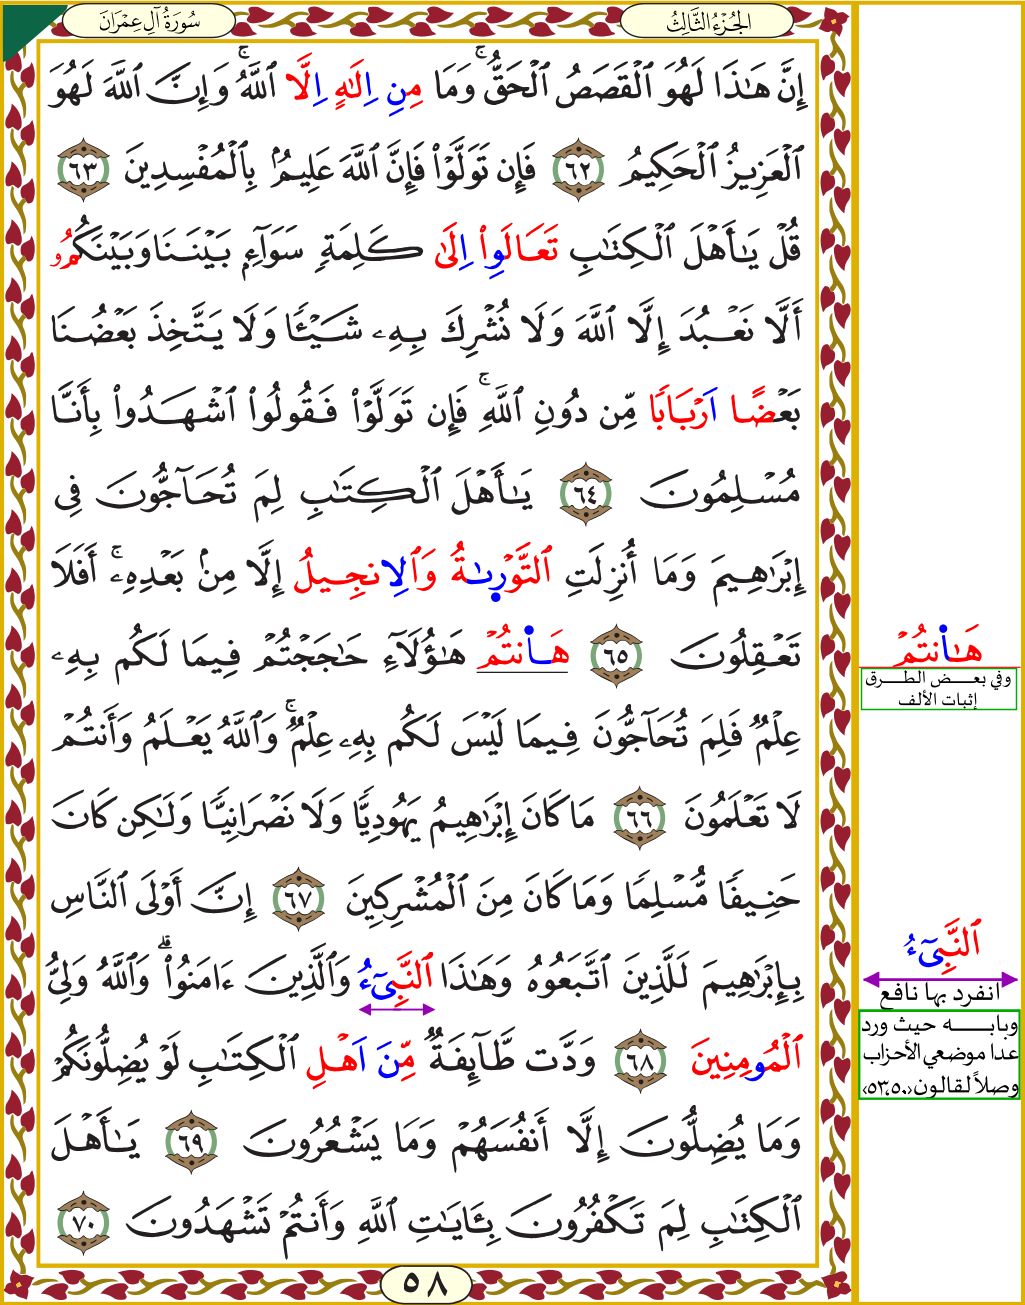 الجُزْءُ الثَّالِثُ
سُورَةُ آلِ عِمْرَانَ
إِنَّ هَٰذَا لَهُوَ ٱلْقَصَصُ ٱلْحَقُّۚ وَمَا مِنِ اِلَٰهٍ اِلَّا ٱللَّهُۚ وَإِنَّ ٱللَّهَ لَهُوَ
ٱلْعَزِيزُ ٱلْحَكِيمُ ٦٢ فَإِن تَوَلَّوْاْ فَإِنَّ ٱللَّهَ عَلِيمُۢ بِالْمُفْسِدِينَ ٦٣
قُلْ يَٰأَهْلَ ٱلْكِتَٰبِ تَعَالَوِاْ اِلَىٰ كَلِمَةٖ سَوَآءِۭ بَيْنَنَا وَبَيْنَكُمُۥ
أَلَّا نَعْبُدَ إِلَّا ٱللَّهَ وَلَا نُشْرِكَ بِهِۦ شَيْـٔٗا وَلَا يَتَّخِذَ بَعْضُنَا
بَعْضًا اَرْبَابٗا مِّن دُونِ ٱللَّهِۚ فَإِن تَوَلَّوْاْ فَقُولُواْ ٱشْهَدُواْ بِأَنَّا
مُسْلِمُونَ ٦٤ يَٰأَهْلَ ٱلْكِتَٰبِ لِمَ تُحَآجُّونَ فِي
إِبْرَٰهِيمَ وَمَا أُنزِلَتِ ٱلتَّوْرِىٰةُ وَٱلِانجِيلُ إِلَّا مِنۢ بَعْدِهِۦۚ أَفَلَا
تَعْقِلُونَ ٦٥ هَاٰنتُمْ هَٰؤُلَآءِ حَٰجَجْتُمْ فِيمَا لَكُم بِهِۦ
عِلْمٞ فَلِمَ تُحَآجُّونَ فِيمَا لَيْسَ لَكُم بِهِۦ عِلْمٞۚ وَٱللَّهُ يَعْلَمُ وَأَنتُمْ
لَا تَعْلَمُونَ ٦٦ مَا كَانَ إِبْرَٰهِيمُ يَهُودِيّٗا وَلَا نَصْرَانِيّٗا وَلَٰكِن كَانَ
حَنِيفٗا مُّسْلِمٗا وَمَا كَانَ مِنَ ٱلْمُشْرِكِينَ ٦٧ إِنَّ أَوْلَى ٱلنَّاسِ
بِإِبْرَٰهِيمَ لَلَّذِينَ ٱتَّبَعُوهُ وَهَٰذَا ٱلنَّبِيٓءُ وَٱلَّذِينَ ءَامَنُواْۗ وَٱللَّهُ وَلِيُّ
ٱلْمُومِنِينَ ٦٨ وَدَّت طَّآئِفَةٞ مِّنَ اَهْلِ ٱلْكِتَٰبِ لَوْ يُضِلُّونَكُمْ
وَمَا يُضِلُّونَ إِلَّا أَنفُسَهُمْ وَمَا يَشْعُرُونَ ٦٩ يَٰأَهْلَ
ٱلْكِتَٰبِ لِمَ تَكْفُرُونَ بِـَٔايَٰتِ ٱللَّهِ وَأَنتُمْ تَشْهَدُونَ ٧٠
هَاٰنتُمْ
وفي بعض الطرق
إثبات الألف
ٱلنَّبِيٓءُ
انفرد بها نافع
وبابه حيث ورد
عدا موضعي الأحزاب
وصلاً لقالون (٥٣،٥٠)
٥٨